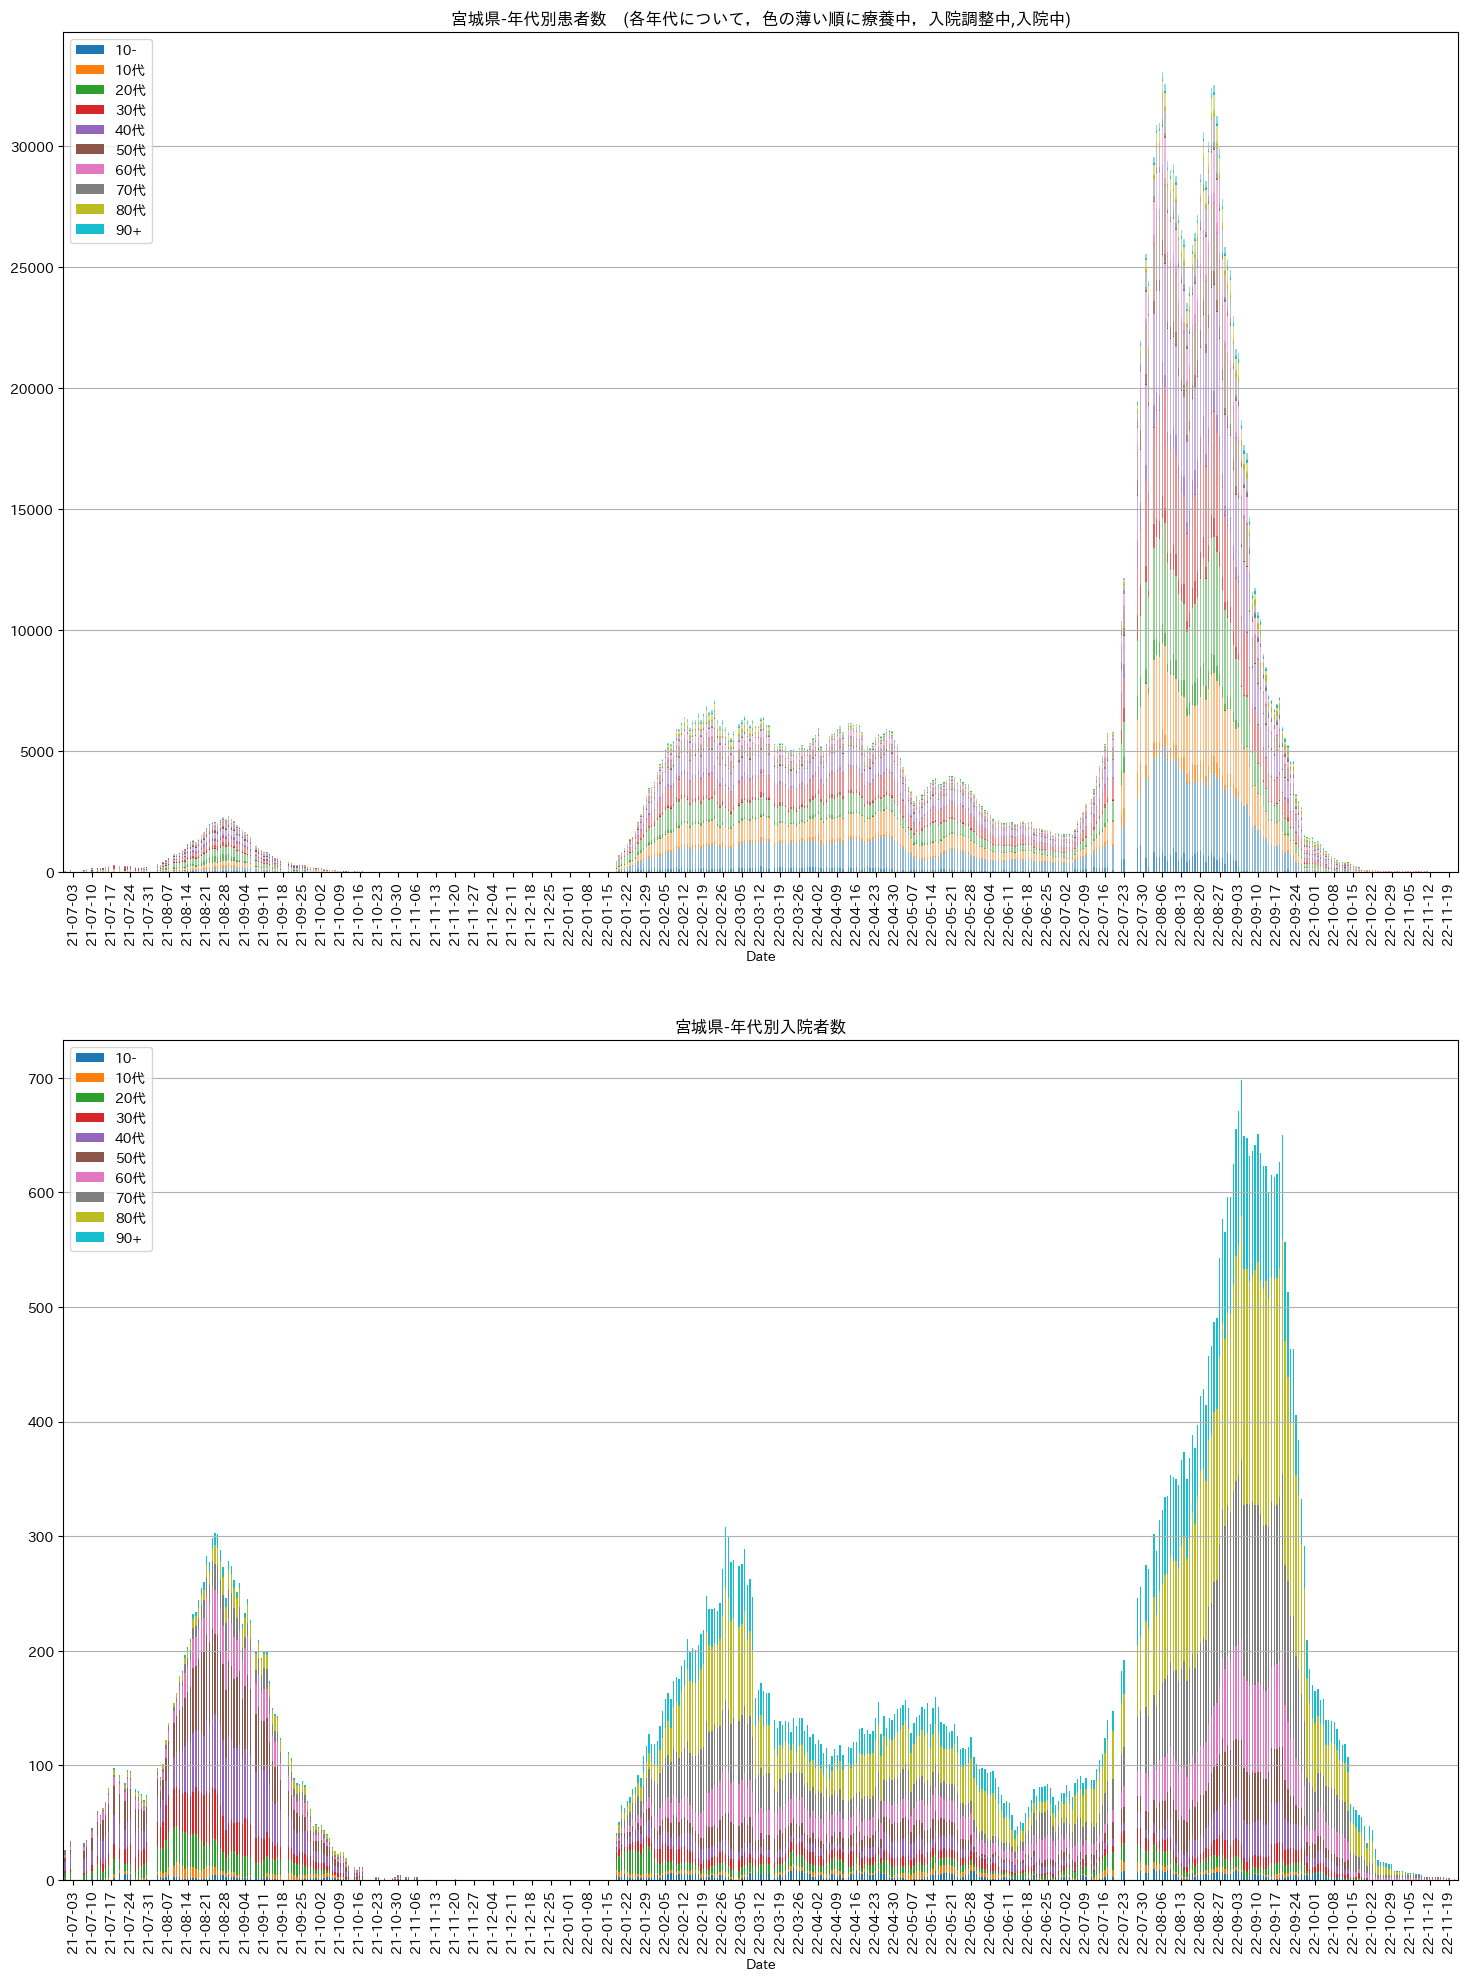 宮城県-年代別患者数　(各年代について，色の薄い順に療養中，入院調整中,入院中)
10-
10代
20代
30代
40代
50代
60代
70代
80代
90+
30000
25000
20000
15000
10000
5000
0
21-07-03 21-07-10 21-07-17 21-07-24 21-07-31 21-08-07 21-08-14 21-08-21 21-08-28 21-09-04 21-09-11 21-09-18 21-09-25 21-10-02 21-10-09 21-10-16 21-10-23 21-10-30 21-11-06 21-11-13 21-11-20 21-11-27 21-12-04 21-12-11 21-12-18 21-12-25 22-01-01 22-01-08 22-01-15 22-01-22 22-01-29 22-02-05 22-02-12 22-02-19 22-02-26 22-03-05 22-03-12 22-03-19 22-03-26 22-04-02 22-04-09 22-04-16 22-04-23 22-04-30 22-05-07 22-05-14 22-05-21 22-05-28 22-06-04 22-06-11 22-06-18 22-06-25 22-07-02 22-07-09 22-07-16 22-07-23 22-07-30 22-08-06 22-08-13 22-08-20 22-08-27 22-09-03 22-09-10 22-09-17 22-09-24 22-10-01 22-10-08 22-10-15 22-10-22 22-10-29 22-11-05 22-11-12 22-11-19
Date
宮城県-年代別入院者数
10-
10代
20代
30代
40代
50代
60代
70代
80代
90+
700
600
500
400
300
200
100
0
21-07-03 21-07-10 21-07-17 21-07-24 21-07-31 21-08-07 21-08-14 21-08-21 21-08-28 21-09-04 21-09-11 21-09-18 21-09-25 21-10-02 21-10-09 21-10-16 21-10-23 21-10-30 21-11-06 21-11-13 21-11-20 21-11-27 21-12-04 21-12-11 21-12-18 21-12-25 22-01-01 22-01-08 22-01-15 22-01-22 22-01-29 22-02-05 22-02-12 22-02-19 22-02-26 22-03-05 22-03-12 22-03-19 22-03-26 22-04-02 22-04-09 22-04-16 22-04-23 22-04-30 22-05-07 22-05-14 22-05-21 22-05-28 22-06-04 22-06-11 22-06-18 22-06-25 22-07-02 22-07-09 22-07-16 22-07-23 22-07-30 22-08-06 22-08-13 22-08-20 22-08-27 22-09-03 22-09-10 22-09-17 22-09-24 22-10-01 22-10-08 22-10-15 22-10-22 22-10-29 22-11-05 22-11-12 22-11-19
Date